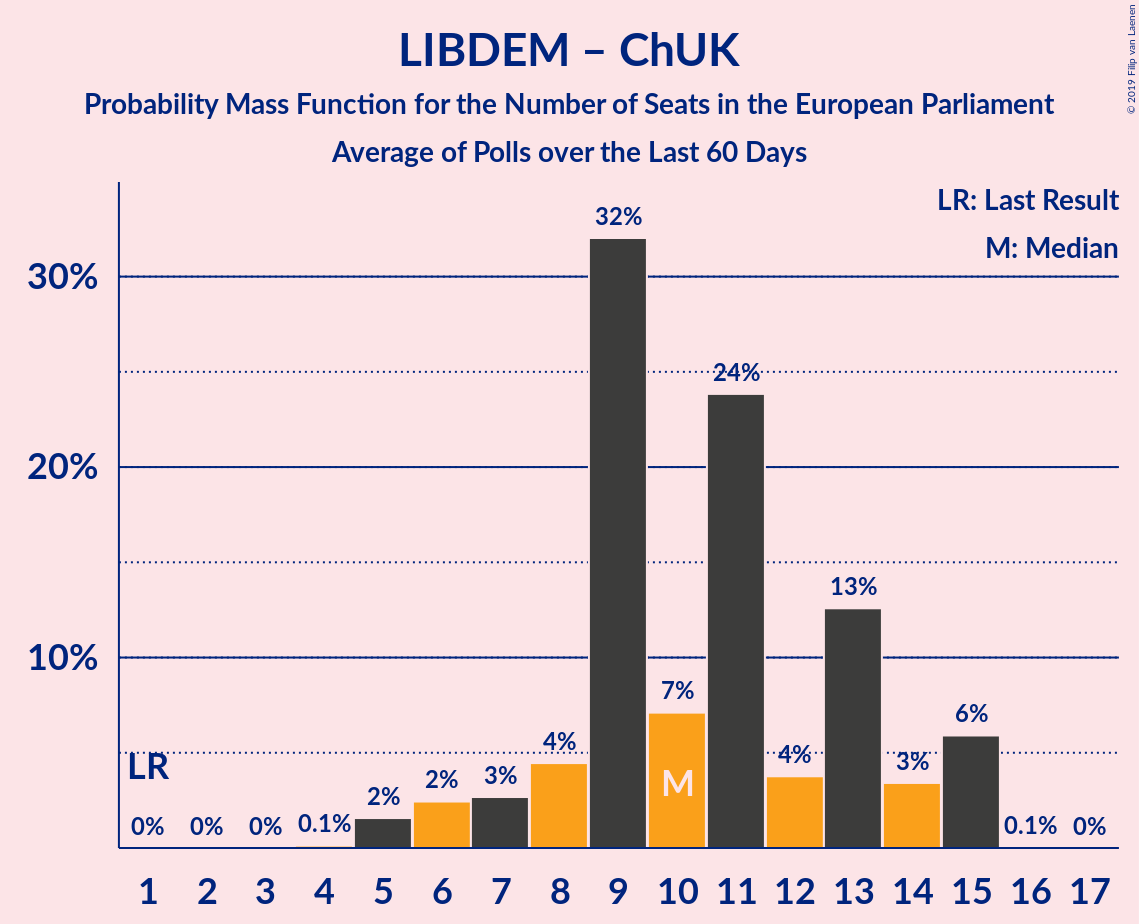 LIBDEM – ChUK
Probability Mass Function for the Number of Seats in the European Parliament
Average of Polls over the Last 60 Days
© 2019 Filip van Laenen
LR: Last Result
M: Median
30%
20%
10%
LR
M
0%
0%
0%
0.1%
2%
2%
3%
4%
32%
7%
24%
4%
13%
3%
6%
0.1%
0%
1 2 3 4 5 6 7 8 9 10 11 12 13 14 15 16 17